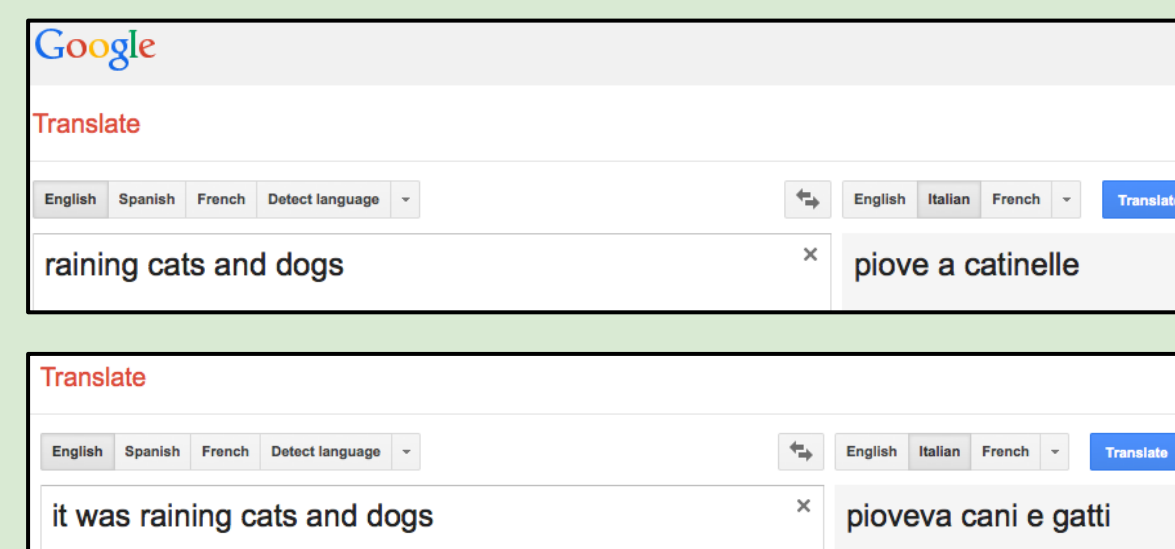 Google
Translate
English Spanish French Detect language English Italian French Translate
raining cats and dogs piove a catinelle
Translate
English Spanish French Detect language English Italian French Translate
it was raining cats and dogs pioveva cani e gatti